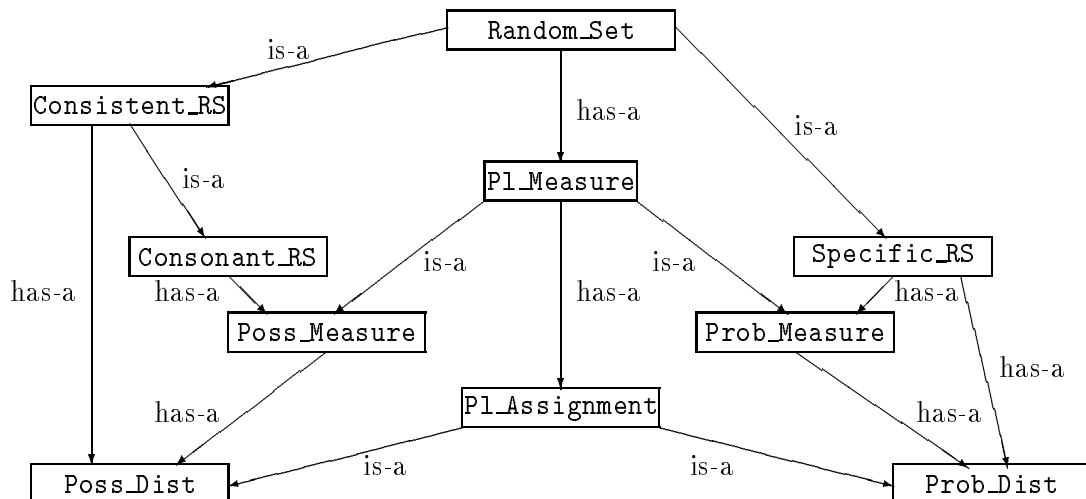 Random_Set
is-a
Consistent_RS
has-a
is-a
is-a
Pl_Measure
Consonant_RS
is-a
is-a
Specific_RS
has-a
has-a
has-a
has-a
Poss_Measure
Prob_Measure
has-a
has-a
has-a
Pl_Assignment
is-a
is-a
Poss_Dist
Prob_Dist